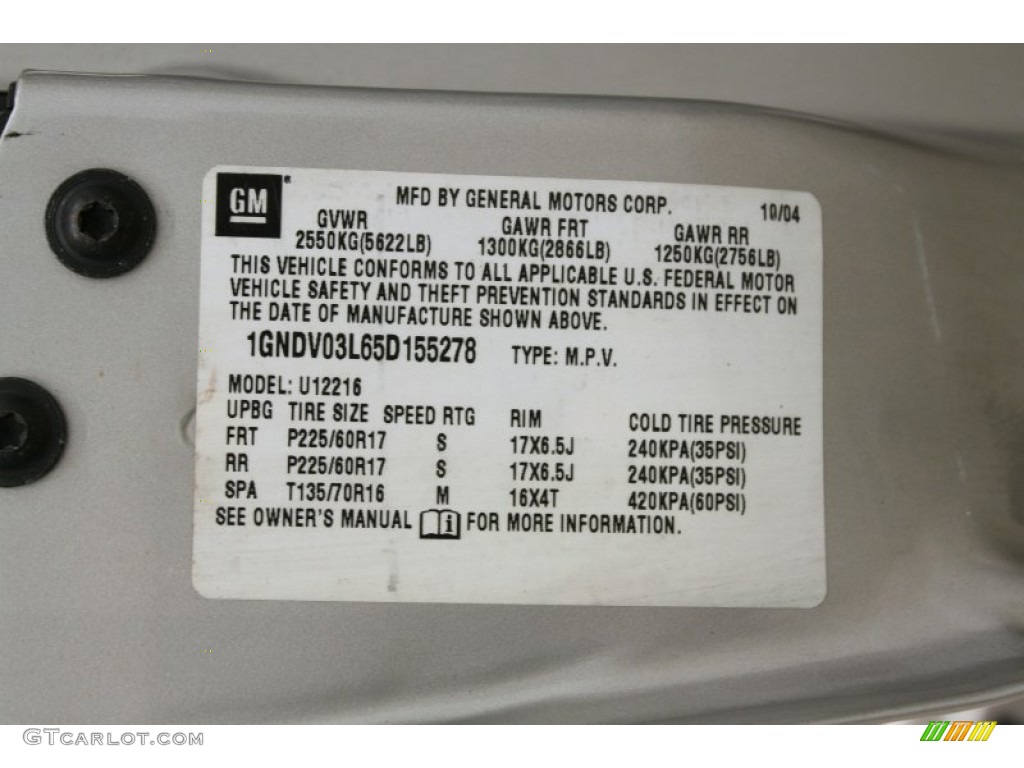 GM
MFD BY GENERAL MOTORS CORP. 10/04
GVWR GAWR FRT GAWR RR
2550KG(5622LB) 1300KG(2866LB) 1250KG(2756LB)
THIS VEHICLE CONFORMS TO ALL APPLICABLE U.S. FEDERAL MOTOR
VEHICLE SAFETY AND THEFT PREVENTION STANDARDS IN EFFECT ON
THE DATE OF MANUFACTURE SHOWN ABOVE.
1GNDV03L65D155278 TYPE: M.P.V.
MODEL: U12216
UPBG TIRE SIZE SPEED RTG RIM COLD TIRE PRESSURE
FRT P225/60R17 S 17X6.5J 240KPA(35PSI)
RR P225/60R17 S 17X6.5J 240KPA(35PSI)
SPA T135/70R16 M 16X4T 420KPA(60PSI)
SEE OWNER'S MANUAL i FOR MORE INFORMATION.
GTCARLOT.COM